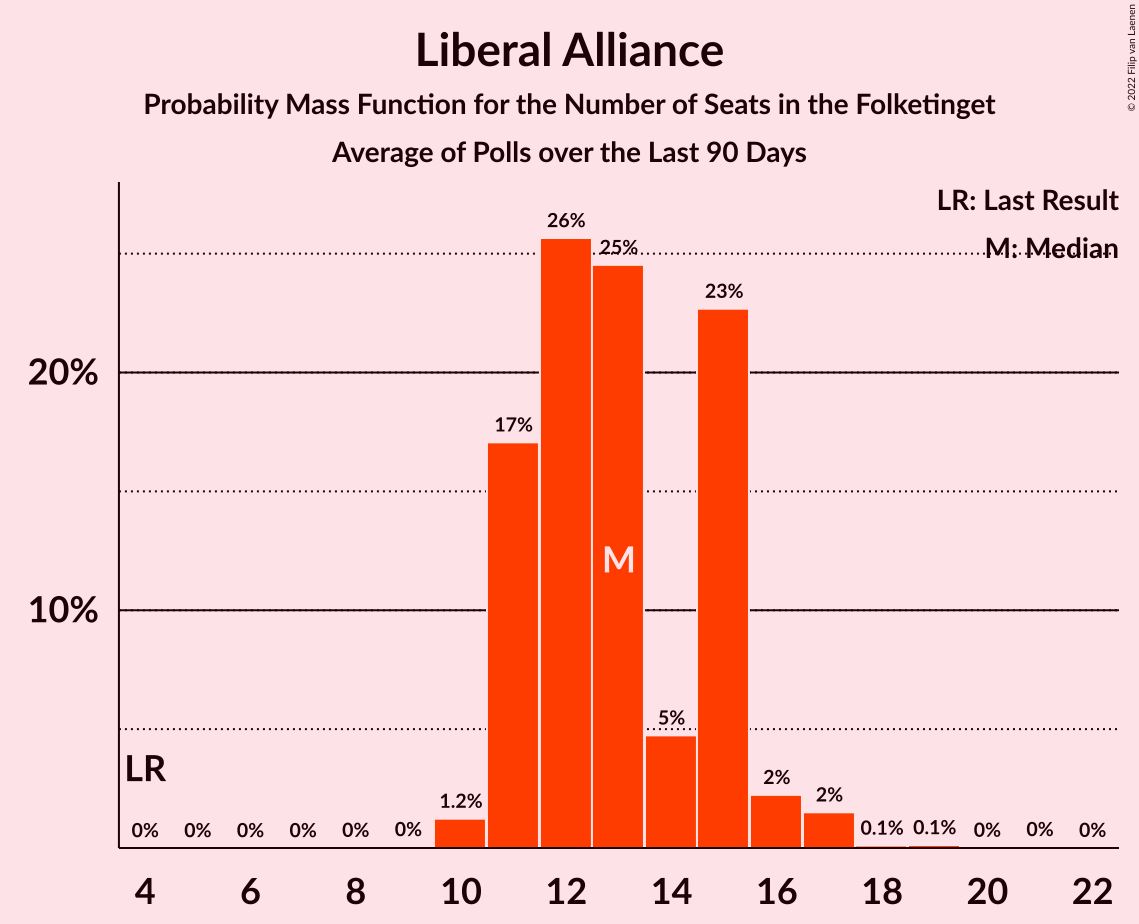 Liberal Alliance
Probability Mass Function for the Number of Seats in the Folketinget
Average of Polls over the Last 90 Days
© 2022 Filip van Laenen
LR: Last Result
M: Median
26%
25%
23%
20%
17%
M
10%
5%
LR
2%
2%
1.2%
0% 0% 0% 0% 0% 0% 0.1% 0.1% 0% 0% 0%
4 6 8 10 12 14 16 18 20 22